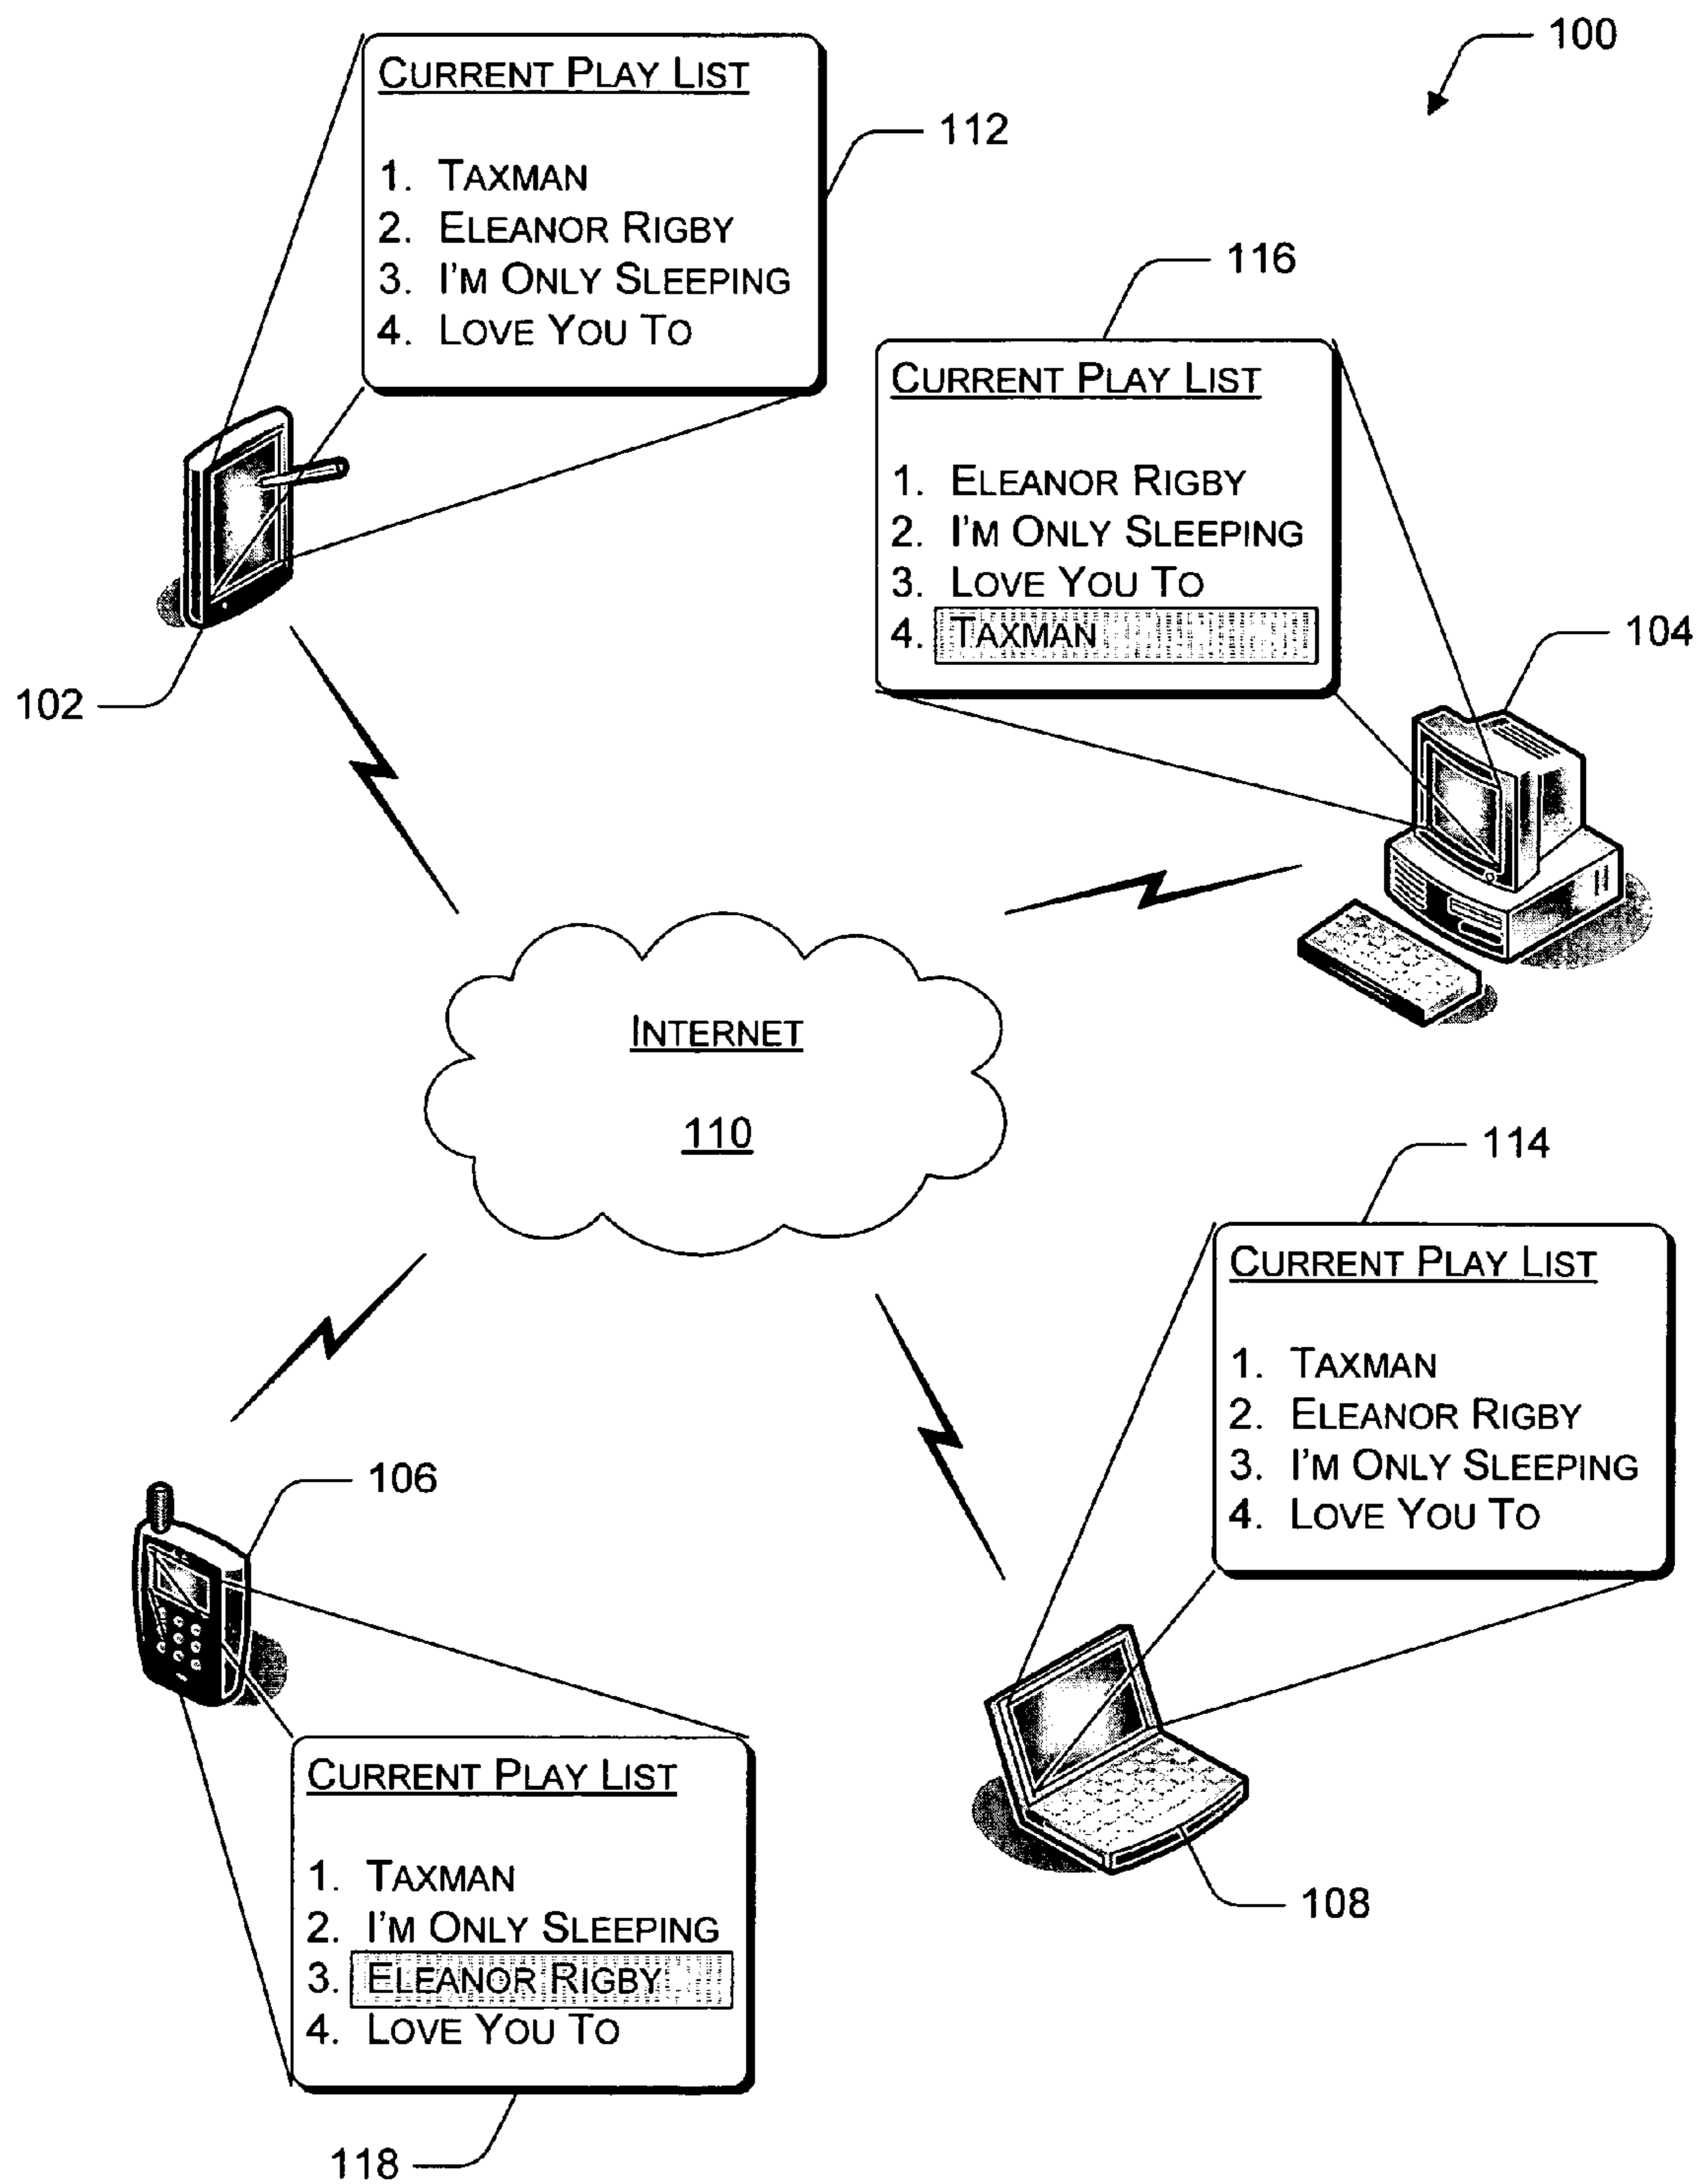 100
CURRENT PLAY LIST
1. TAXMAN
2. ELEANOR RIGBY
3. I'M ONLY SLEEPING
4. LOVE YOU TO
112
116
CURRENT PLAY LIST
1. ELEANOR RIGBY
2. I'M ONLY SLEEPING
3. LOVE YOU TO
4. TAXMAN
104
102
INTERNET
110
114
CURRENT PLAY LIST
1. TAXMAN
2. ELEANOR RIGBY
3. I'M ONLY SLEEPING
4. LOVE YOU TO
106
108
CURRENT PLAY LIST
1. TAXMAN
2. I'M ONLY SLEEPING
3. ELEANOR RIGBY
4. LOVE YOU TO
118